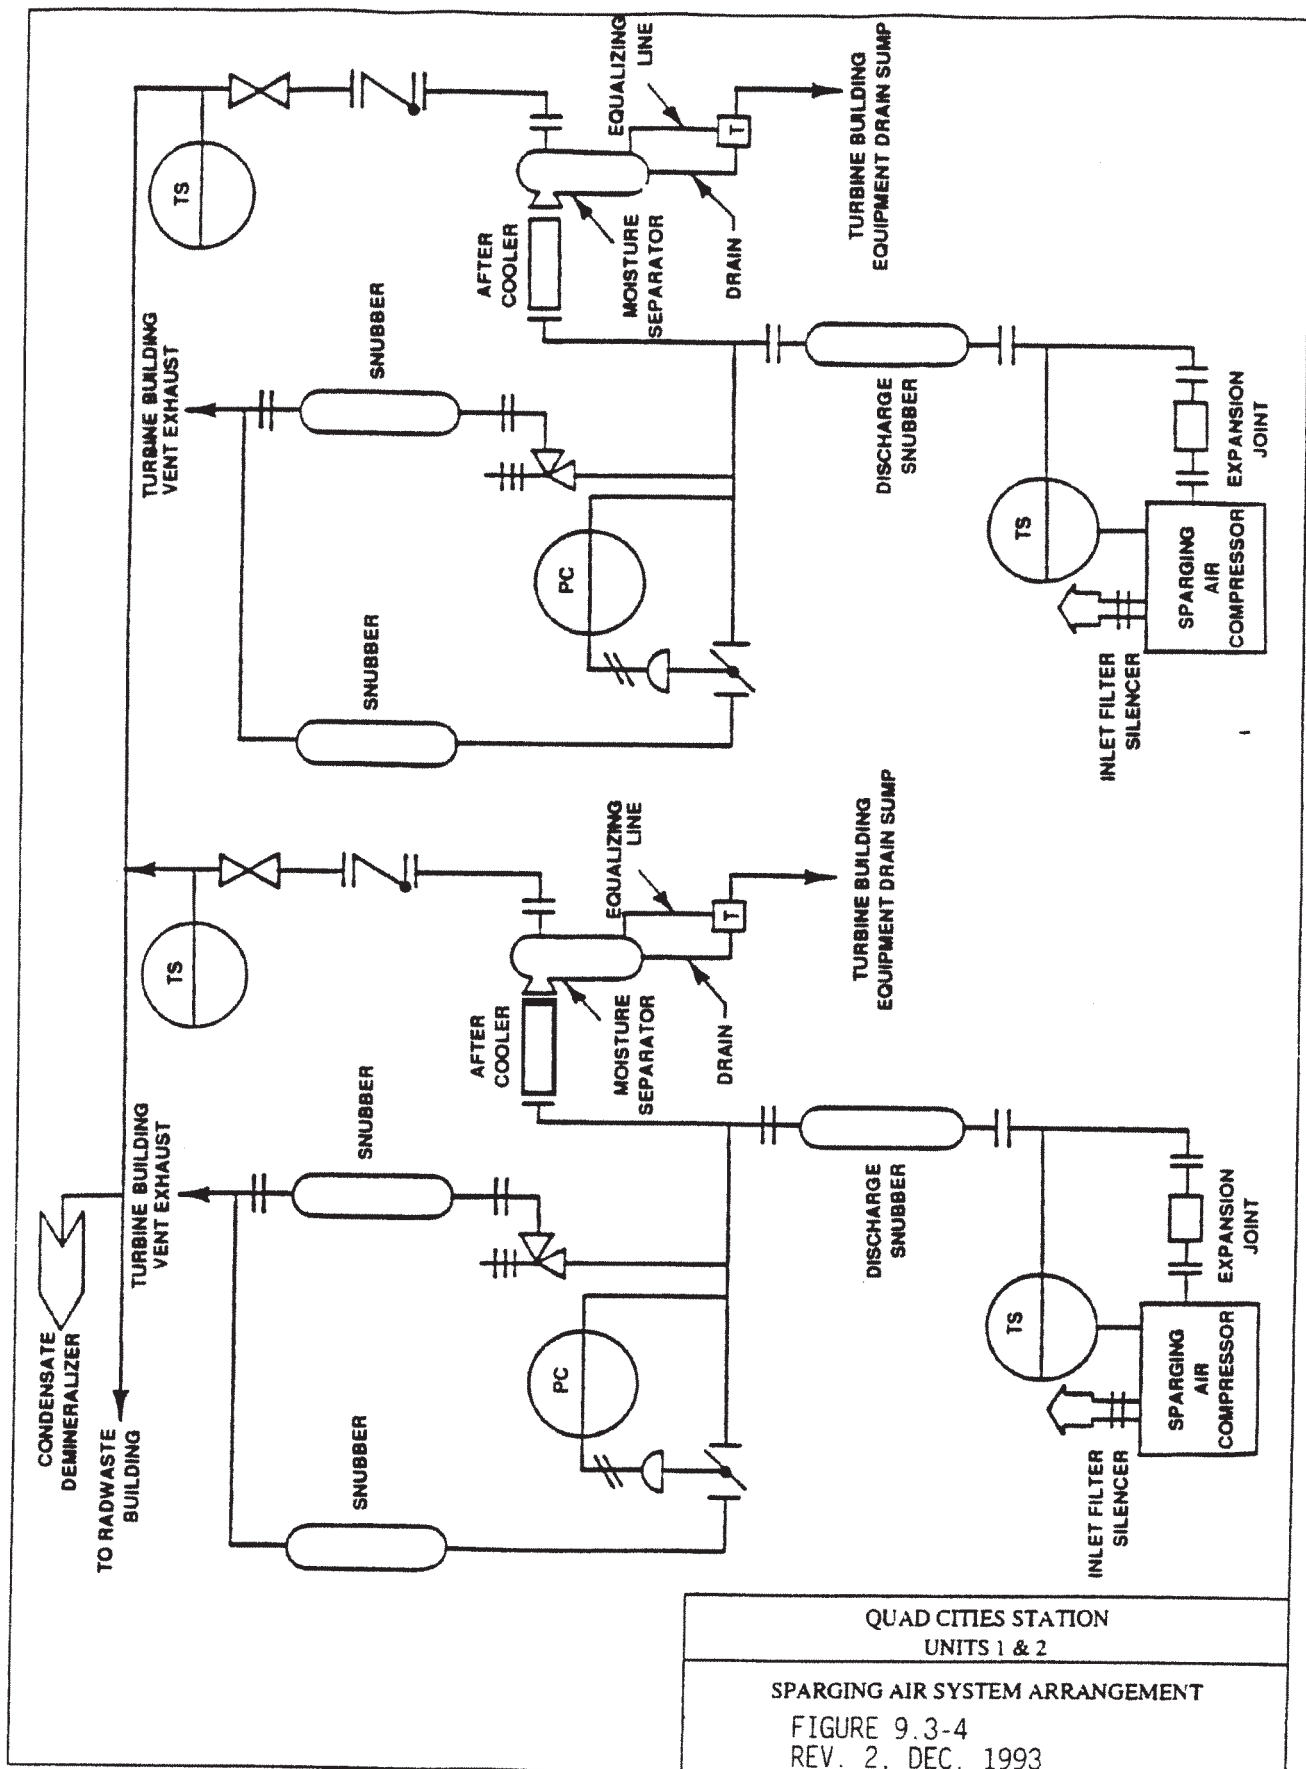 CONDENSATE
DEMINERALIZER
TO RADWASTE
BUILDING
TURBINE BUILDING
VENT EXHAUST
TS
SNUBBER
SNUBBER
AFTER
COOLER
PC
MOISTURE
SEPARATOR
EQUALIZING
LINE
DRAIN
T
TURBINE BUILDING
EQUIPMENT DRAIN SUMP
DISCHARGE
SNUBBER
TS
INLET FILTER
SILENCER
SPARGING
AIR
COMPRESSOR
EXPANSION
JOINT
TURBINE BUILDING
VENT EXHAUST
TS
SNUBBER
SNUBBER
AFTER
COOLER
PC
MOISTURE
SEPARATOR
EQUALIZING
LINE
DRAIN
T
TURBINE BUILDING
EQUIPMENT DRAIN SUMP
DISCHARGE
SNUBBER
TS
INLET FILTER
SILENCER
SPARGING
AIR
COMPRESSOR
EXPANSION
JOINT
QUAD CITIES STATION
UNITS 1 & 2
SPARGING AIR SYSTEM ARRANGEMENT
FIGURE 9.3-4
REV. 2, DEC. 1993